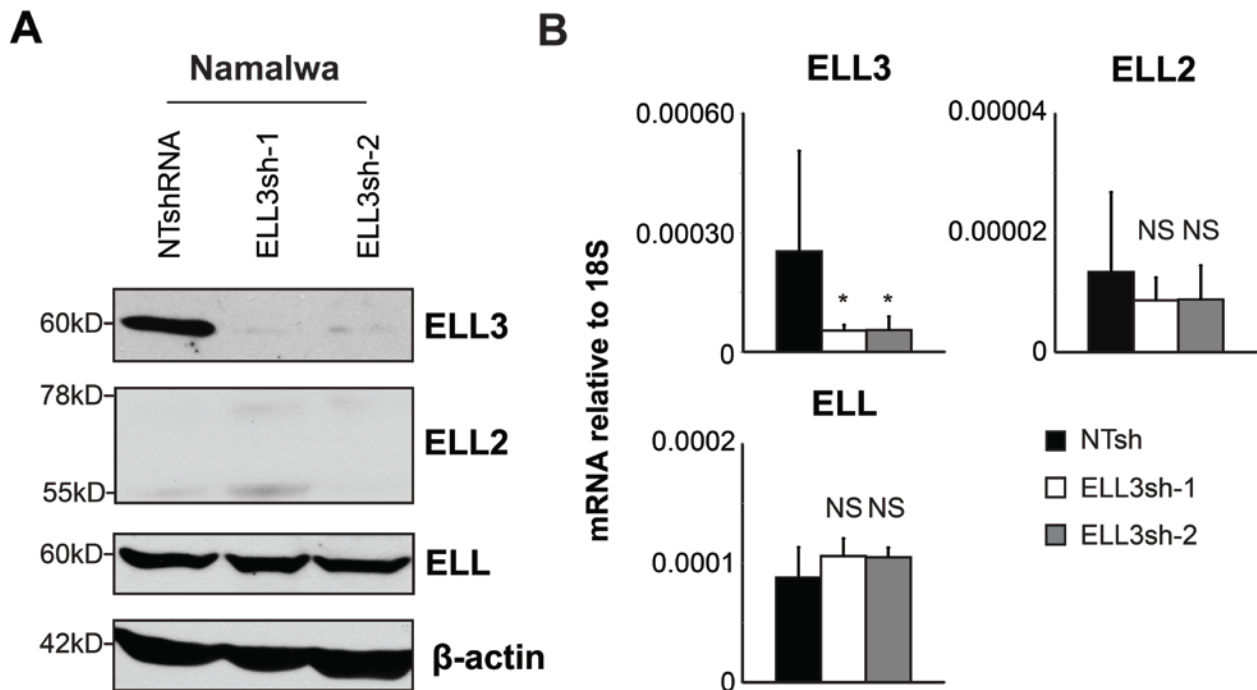 A
Namalwa
NTshRNA
ELL3sh-1
ELL3sh-2
60kD
ELL3
78kD
ELL2
55kD
60kD
ELL
42kD
β-actin
B
mRNA relative to 18S
ELL3
0.00060
0.00030
0
* *
ELL2
0.00004
0.00002
0
NS NS
ELL
0.0002
0.0001
0
NS NS
NTsh
ELL3sh-1
ELL3sh-2